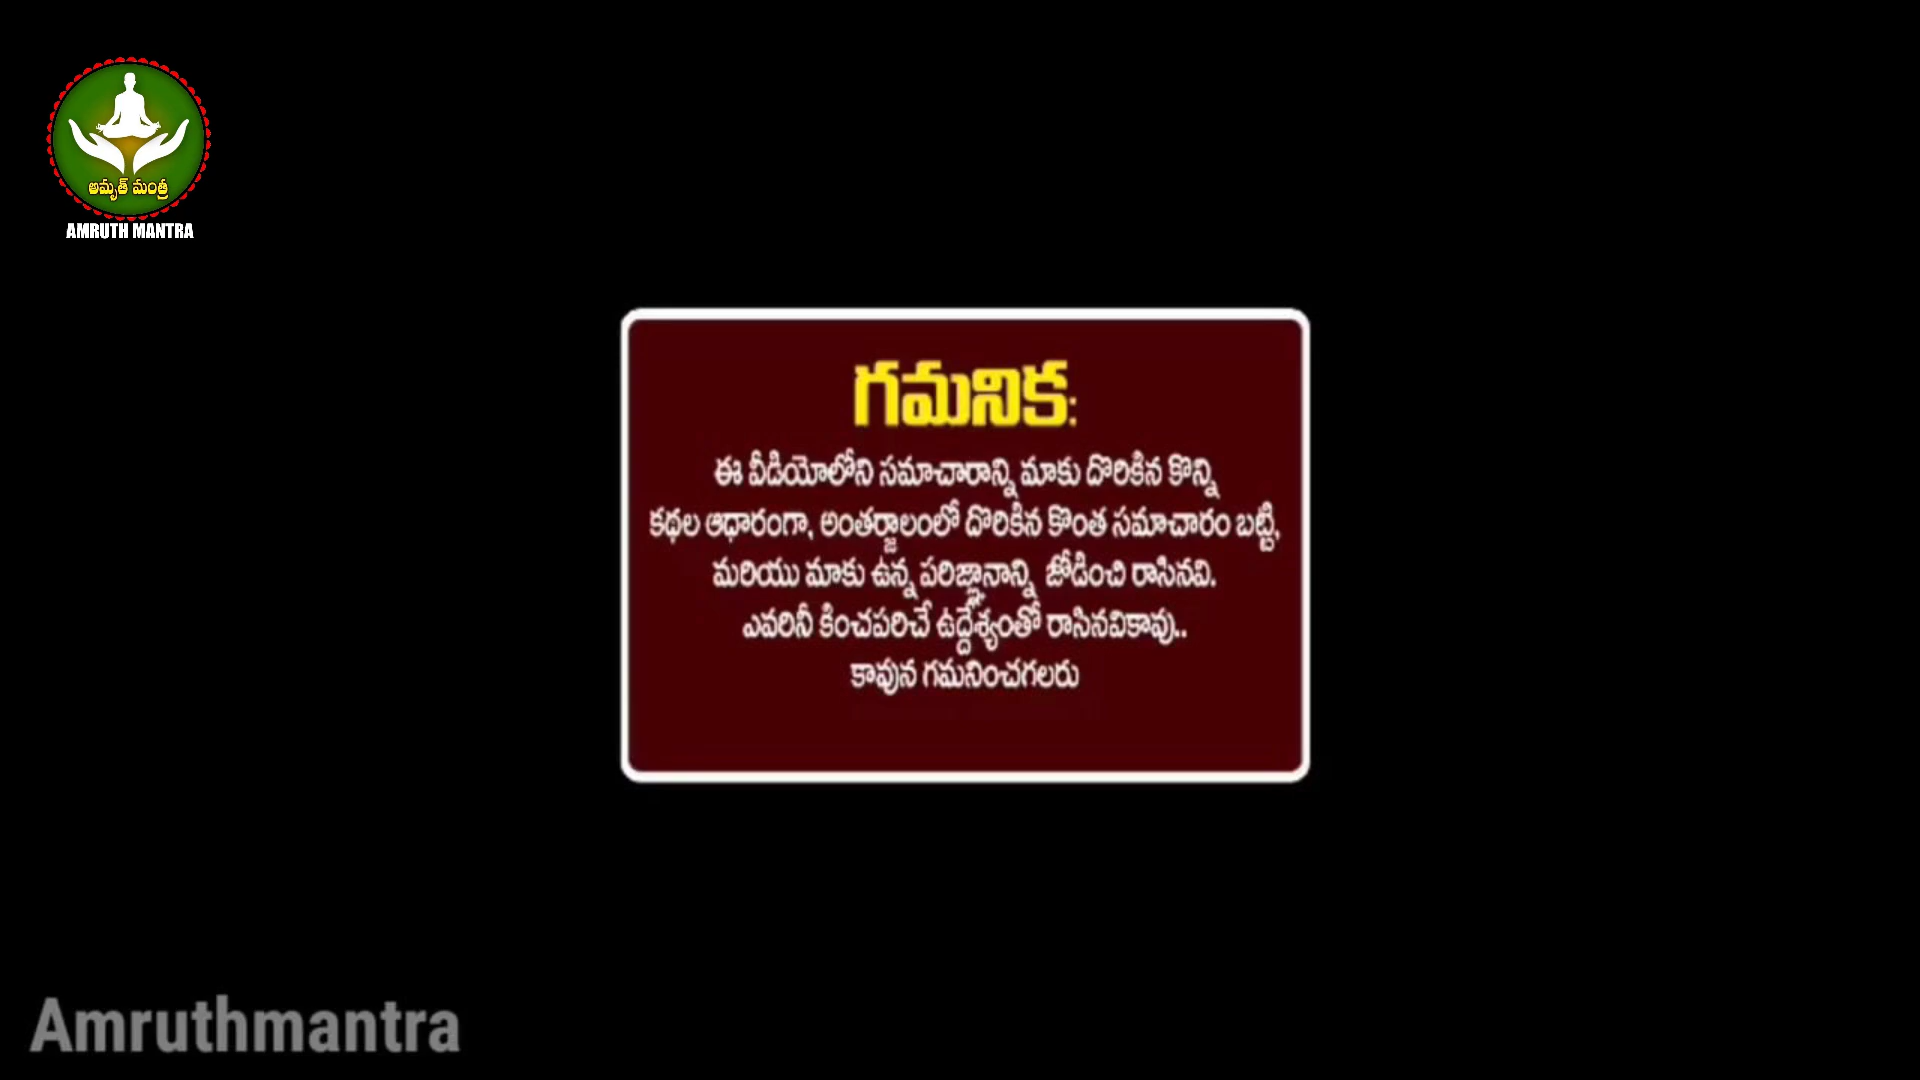 అమృత్ మంత్ర
AMRUTH MANTRA
గమనిక:
ఈ వీడియోలోని సమాచారాన్ని మాకు దొరికిన కొన్ని
కథల ఆధారంగా, అంతర్జాలంలో దొరికిన కొంత సమాచారం బట్టి,
మరియు మాకు ఉన్న పరిజ్ఞానాన్ని జోడించి రాసినవి.
ఎవరినీ కించపరిచే ఉద్దేశ్యంతో రాసినవికావు..
కావున గమనించగలరు
Amruthmantra